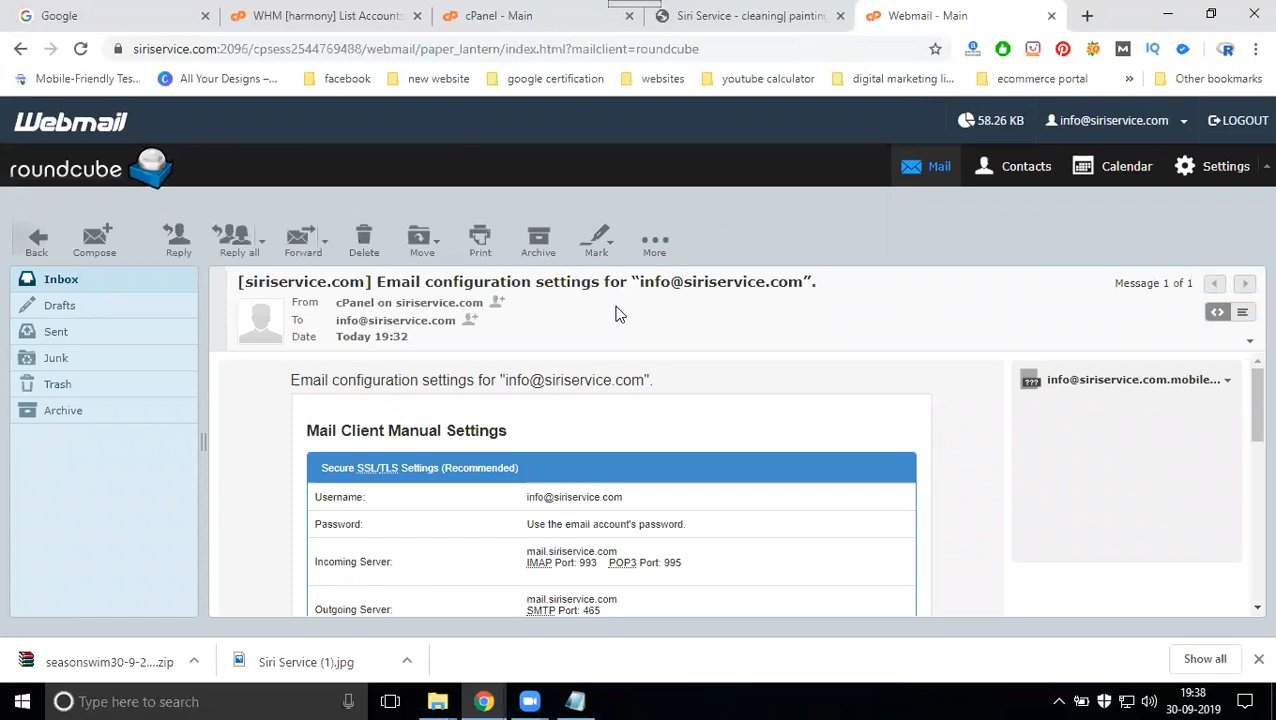 Google
WHM [harmony] List Account:
cPanel - Main
Siri Service - cleaning| painting
Webmail - Main
siriservice.com:2096/cpsess2544769488/webmail/paper_lantern/index.html?mailclient=roundcube
Mobile-Friendly Tes...
All Your Designs –...
facebook
new website
google certification
websites
youtube calculator
digital marketing li...
ecommerce portal
»
Other bookmarks
Webmail
58.26 KB
info@siriservice.com
LOGOUT
roundcube
Mail
Contacts
Calendar
Settings
Back
Compose
Reply
Reply all
Forward
Delete
Move
Print
Archive
Mark
More
Inbox
Drafts
Sent
Junk
Trash
Archive
[siriservice.com] Email configuration settings for “info@siriservice.com”.
Message 1 of 1
From cPanel on siriservice.com
To info@siriservice.com
Date Today 19:32
Email configuration settings for "info@siriservice.com".
??? info@siriservice.com.mobile...
Mail Client Manual Settings
Secure SSL/TLS Settings (Recommended)
Username: info@siriservice.com
Password: Use the email account's password.
Incoming Server: mail.siriservice.com
IMAP Port: 993 POP3 Port: 995
Outgoing Server: mail.siriservice.com
SMTP Port: 465
seasonswim30-9-2....zip
Siri Service (1).jpg
Show all
Type here to search
19:38
30-09-2019